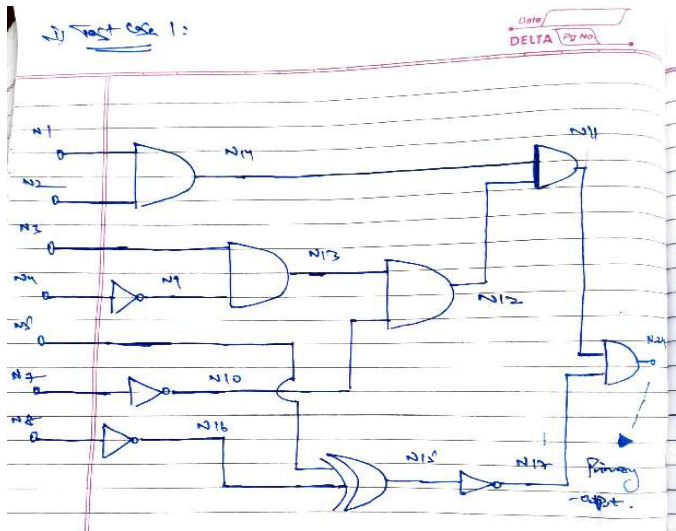 Date
DELTA Pg No
1) Test Case 1:
N1
N14
N11
N2
N3
N13
N4
N9
N12
N5
N24
N7
N10
N8
N16
N15
N17
Primary
-output.